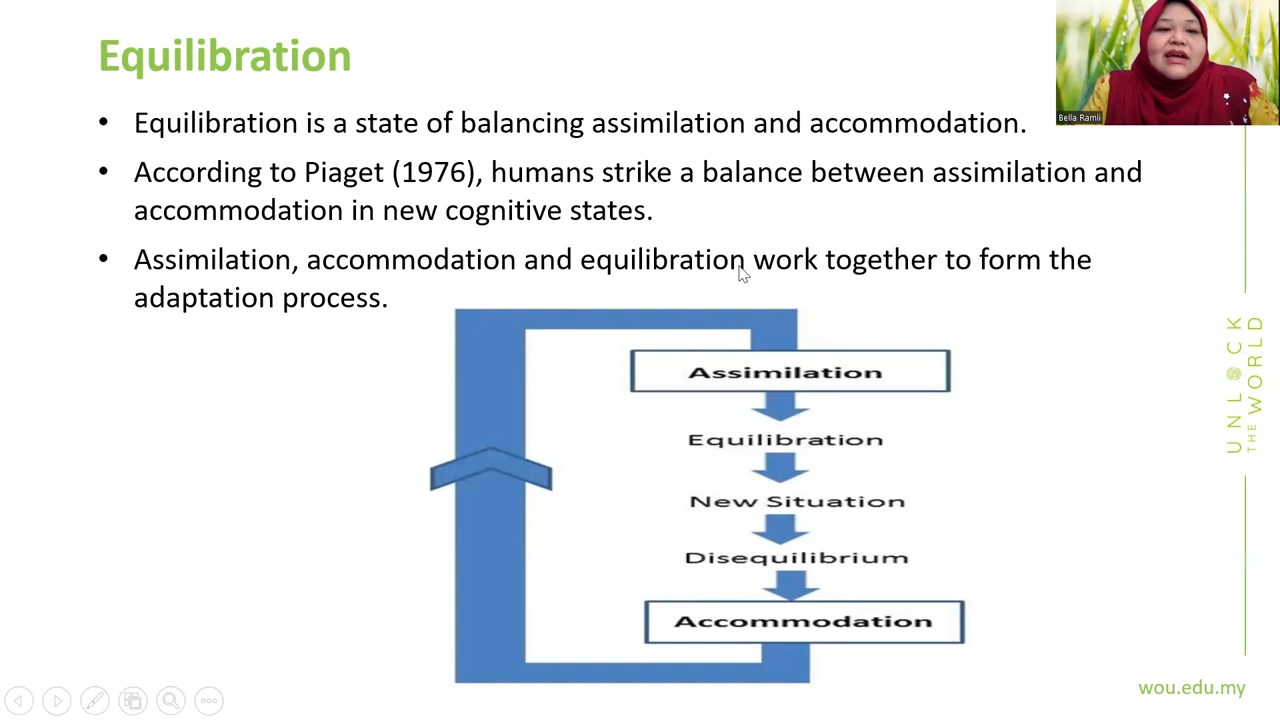 Equilibration
Bella Ramli
• Equilibration is a state of balancing assimilation and accommodation.
• According to Piaget (1976), humans strike a balance between assimilation and
accommodation in new cognitive states.
• Assimilation, accommodation and equilibration work together to form the
adaptation process.
Assimilation
Equilibration
New Situation
Disequilibrium
Accommodation
UNLOCK
THE WORLD
wou.edu.my